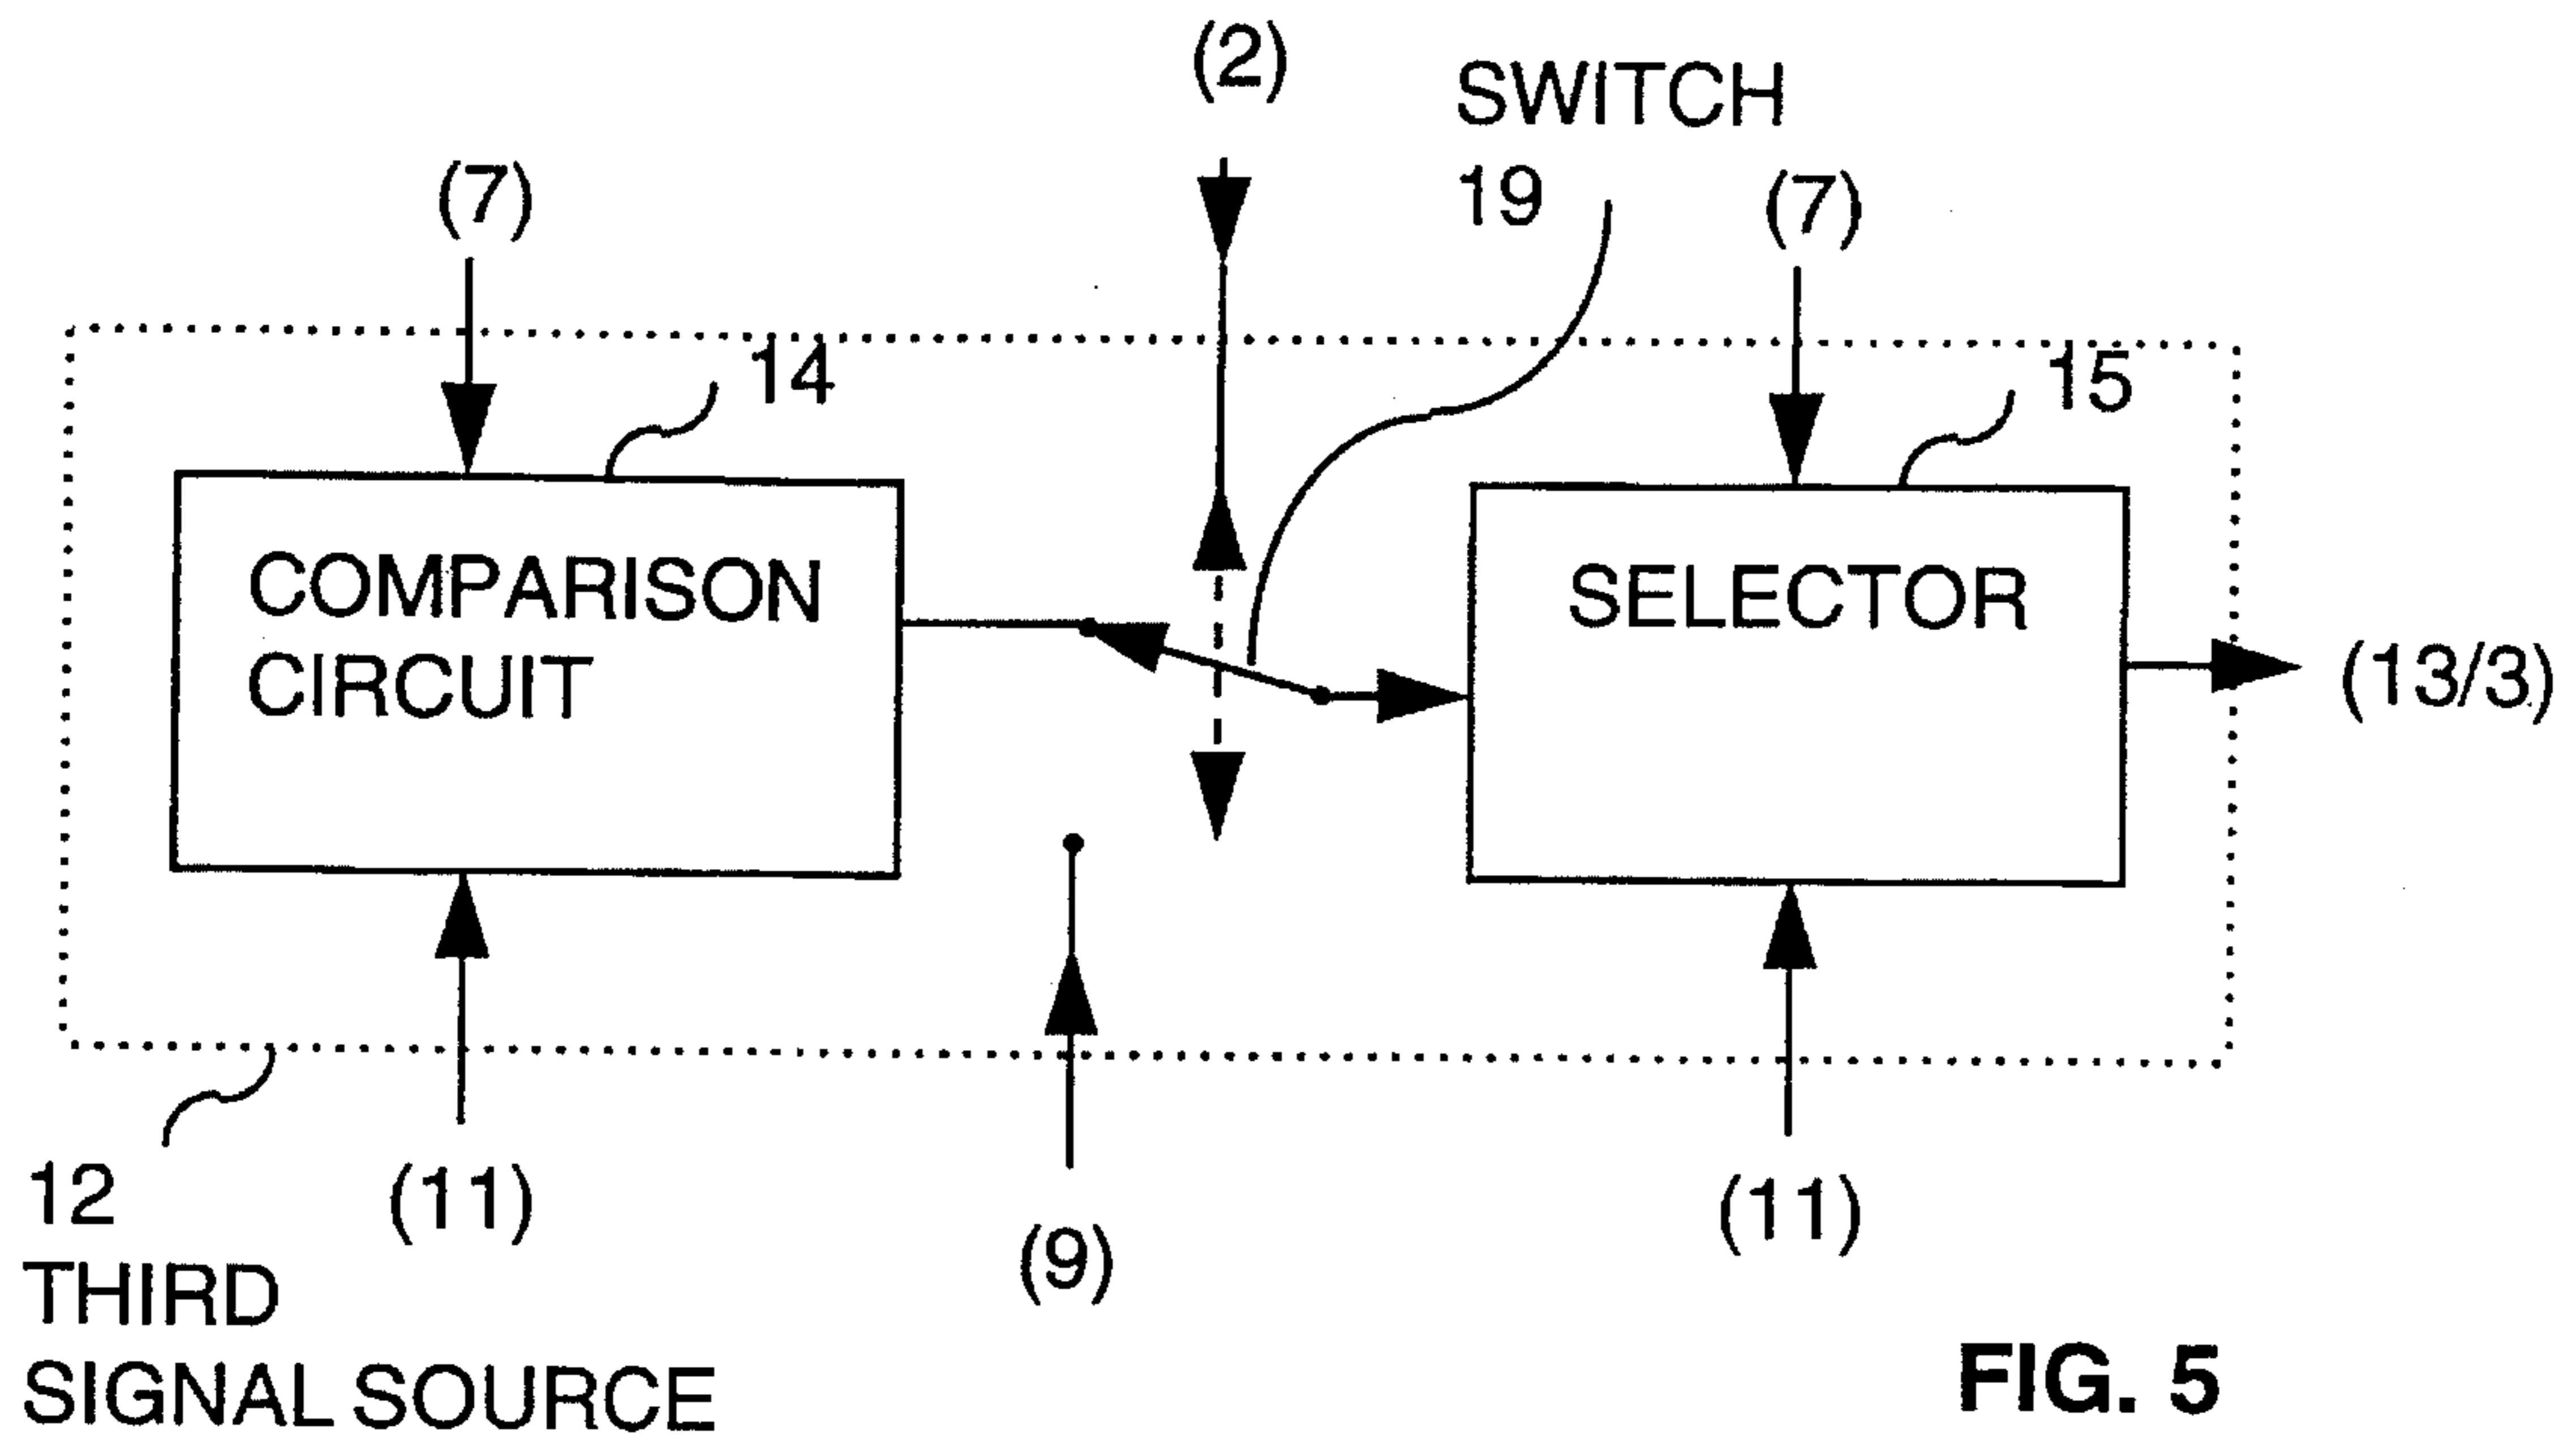 (2)
SWITCH
19
(7)
(7)
14
15
COMPARISON
CIRCUIT
SELECTOR
(13/3)
12
THIRD
SIGNAL SOURCE
(11)
(9)
(11)
FIG. 5